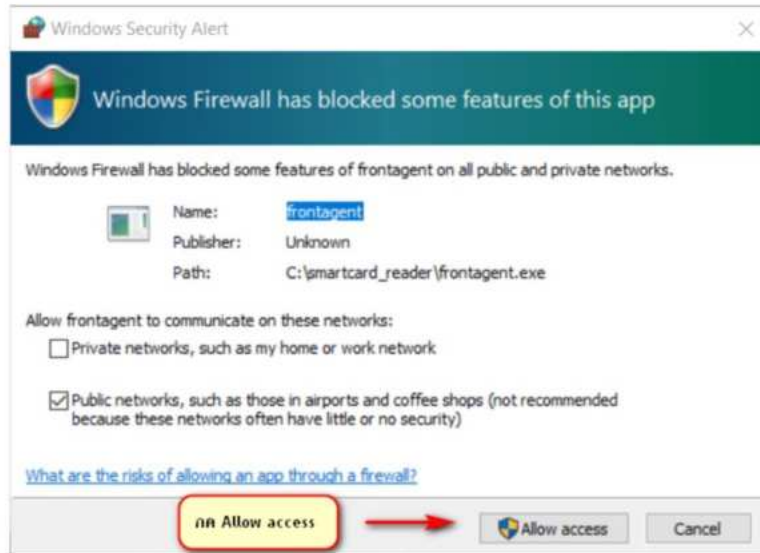 Windows Security Alert
Windows Firewall has blocked some features of this app
Windows Firewall has blocked some features of frontagent on all public and private networks.
Name: frontagent
Publisher: Unknown
Path: C:\smartcard_reader\frontagent.exe
Allow frontagent to communicate on these networks:
Private networks, such as my home or work network
Public networks, such as those in airports and coffee shops (not recommended
because these networks often have little or no security)
What are the risks of allowing an app through a firewall?
กด Allow access
Allow access Cancel